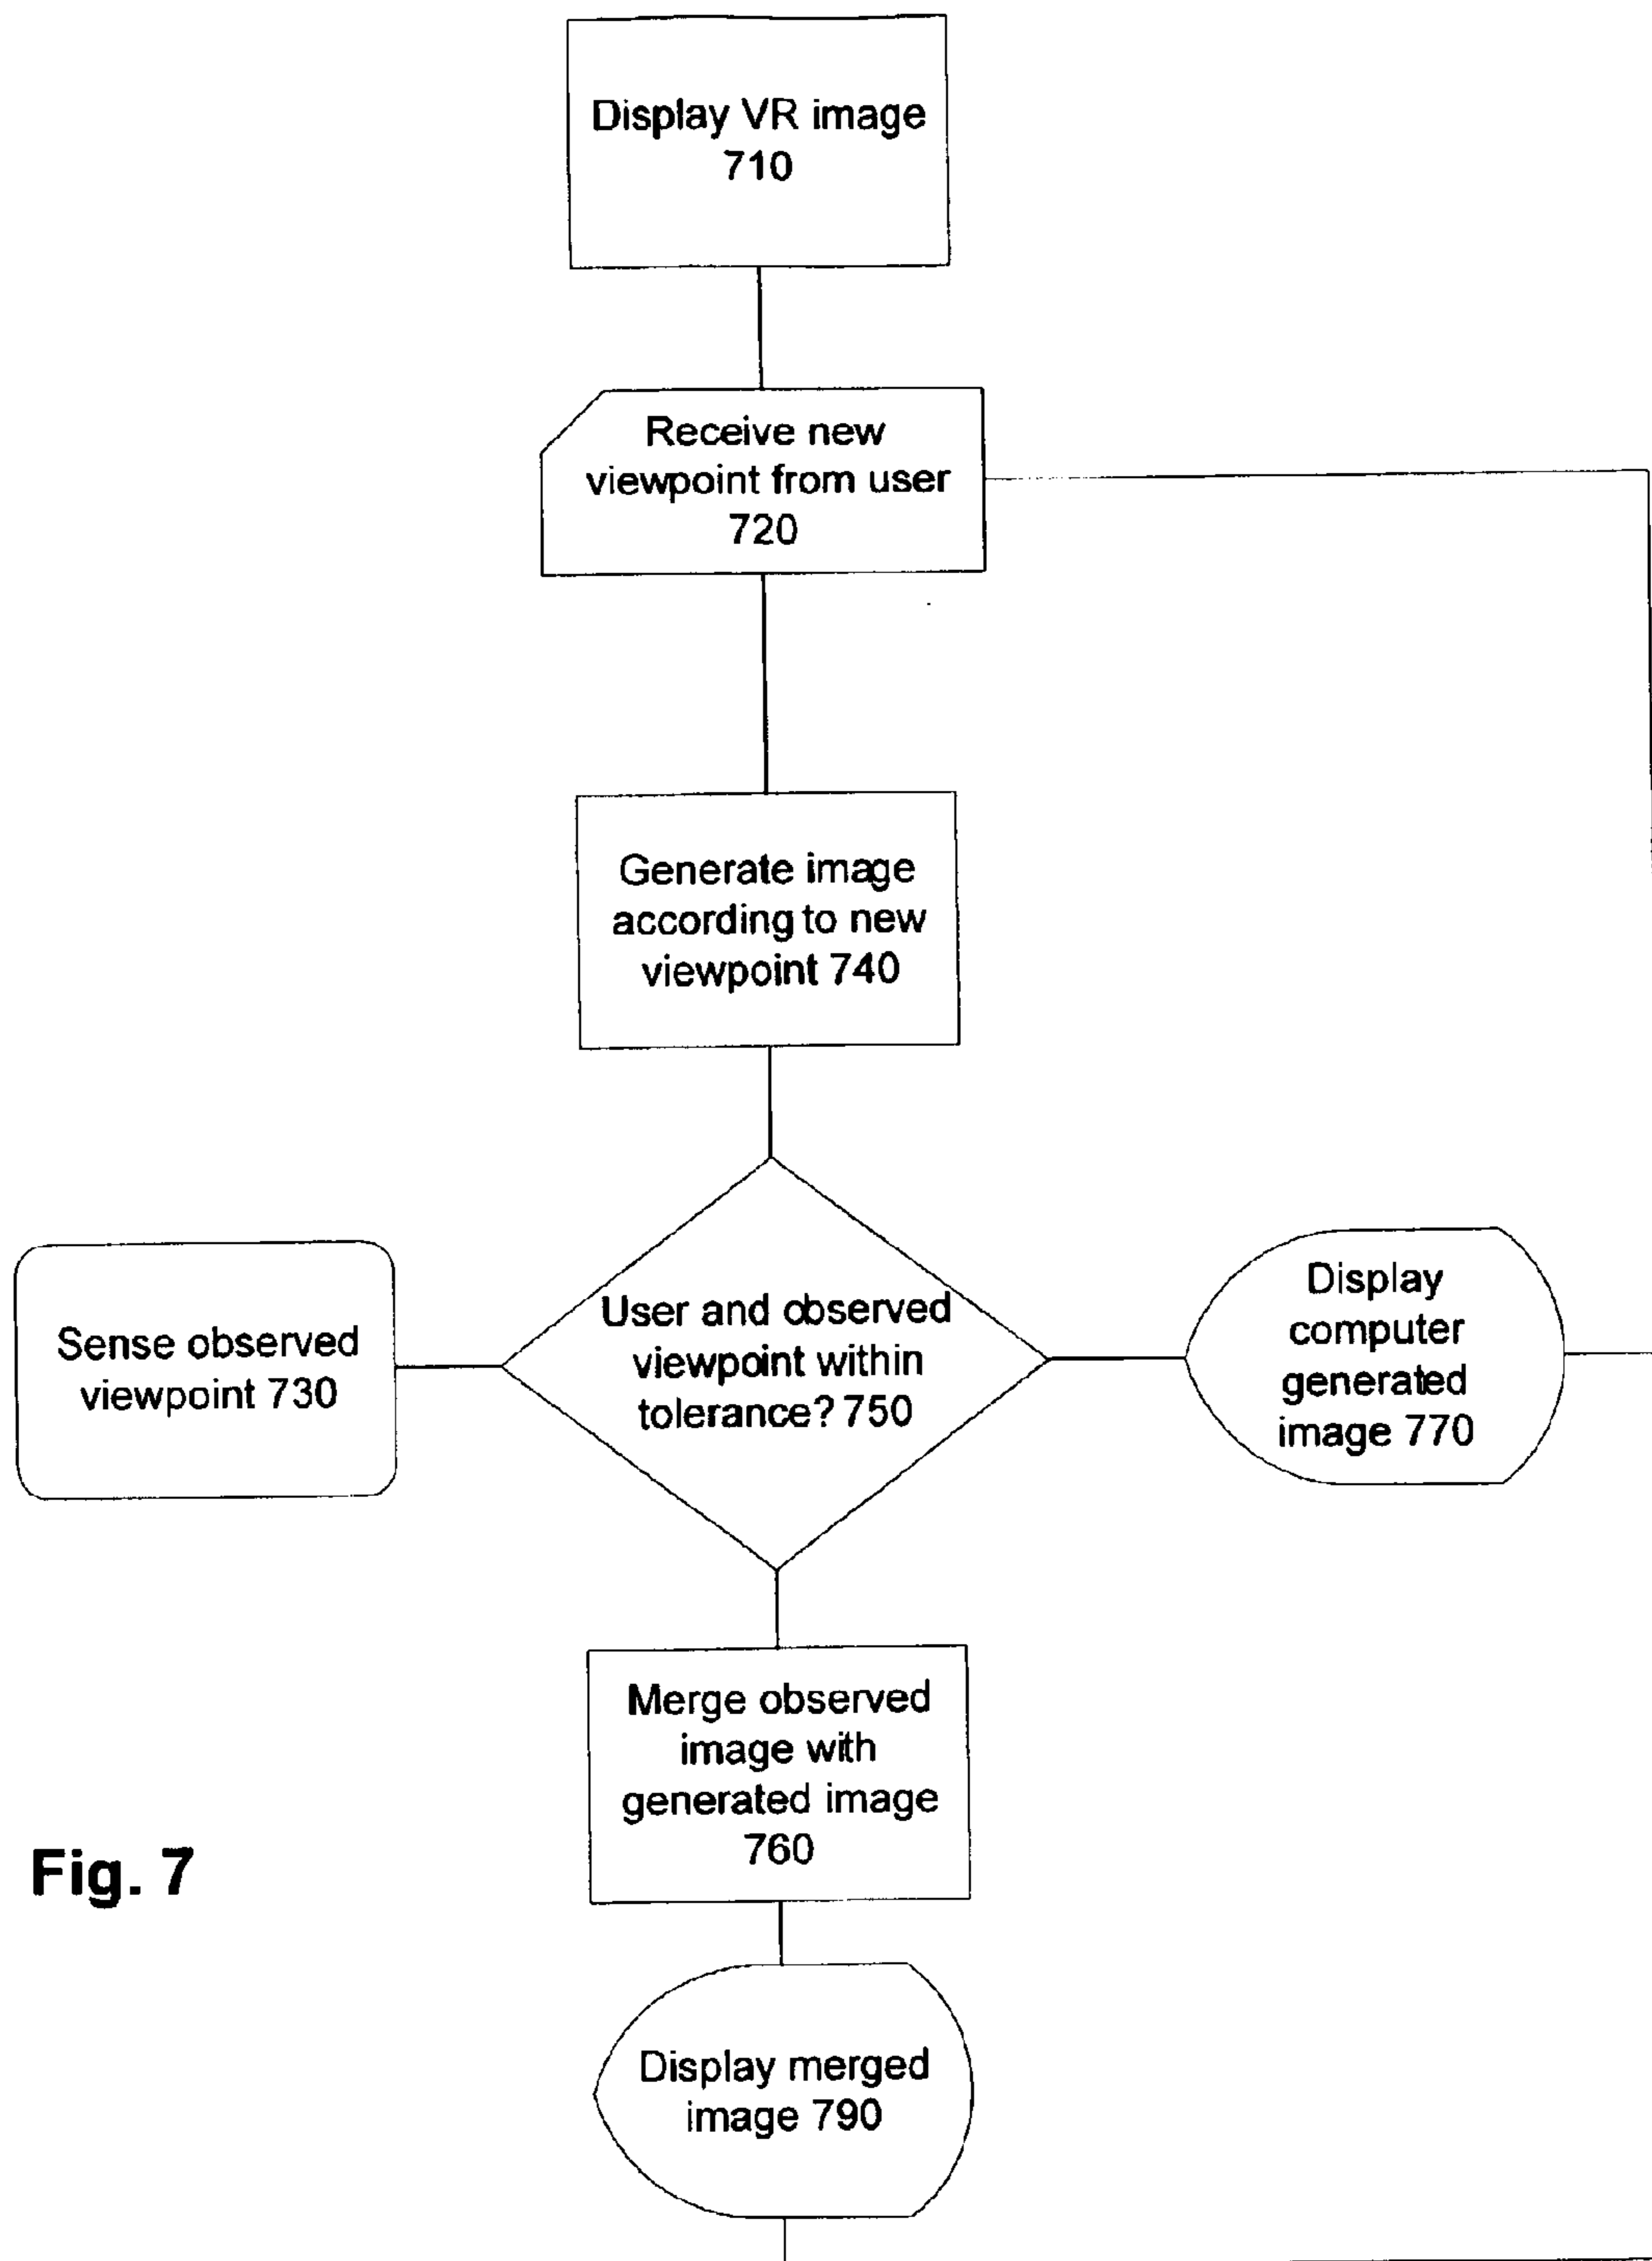 Display VR image
710
Receive new
viewpoint from user
720
Generate image
according to new
viewpoint 740
Sense observed
viewpoint 730
User and observed
viewpoint within
tolerance? 750
Display
computer
generated
image 770
Merge observed
image with
generated image
760
Fig. 7
Display merged
image 790